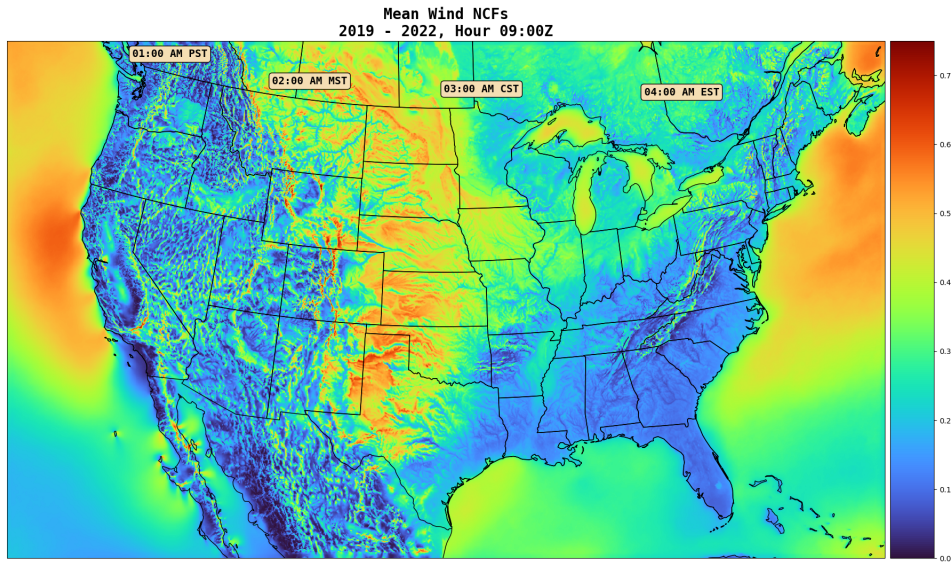 Mean Wind NCFs
2019 - 2022, Hour 09:00Z
01:00 AM PST
02:00 AM MST
03:00 AM CST
04:00 AM EST
0.7
0.6
0.5
0.4
0.3
0.2
0.1
0.0